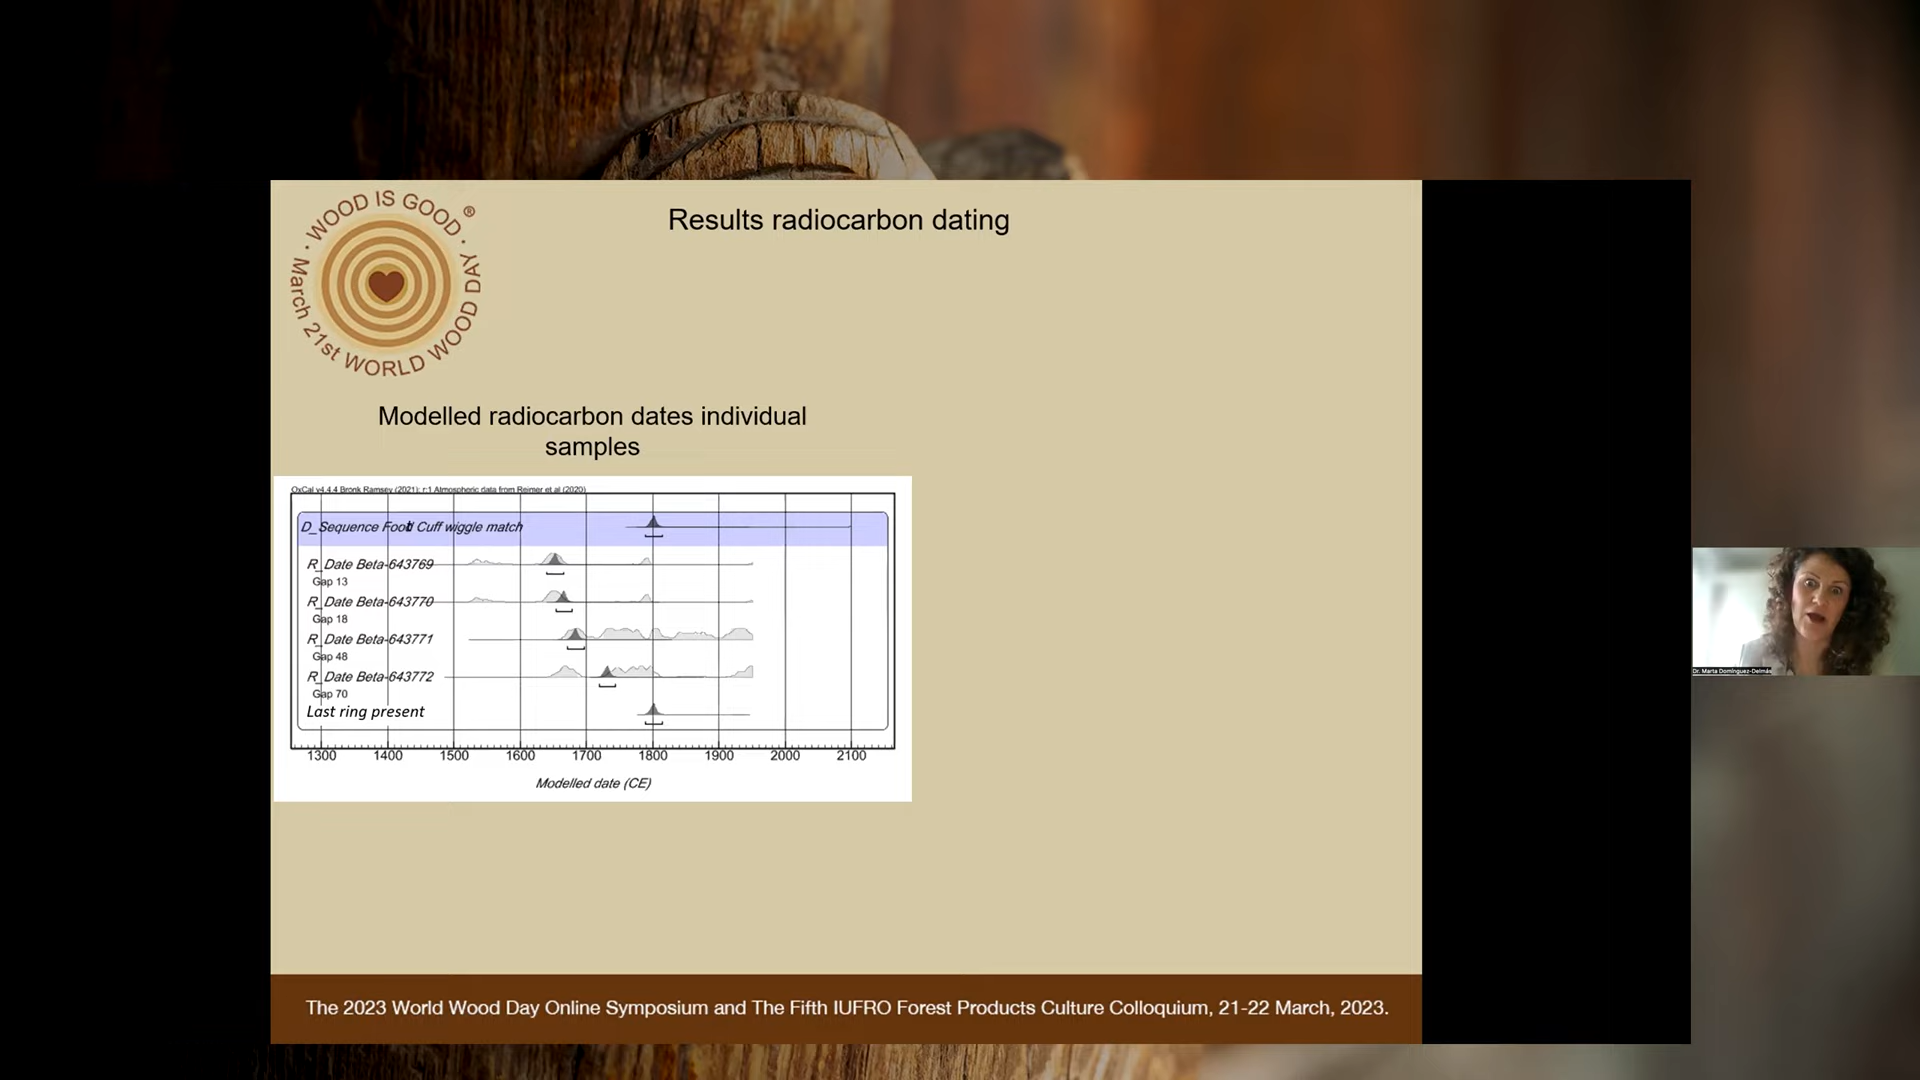 WOOD IS GOOD ®
· March 21st WORLD WOOD DAY ·
Results radiocarbon dating
Modelled radiocarbon dates individual
samples
OxCal v4.4.4 Bronk Ramsey (2021); r:1 Atmospheric data from Reimer et al (2020)
D_Sequence Cuff wiggle match
R_Date Beta-643769
Gap 13
R_Date Beta-643770
Gap 18
R_Date Beta-643771
Gap 48
R_Date Beta-643772
Gap 70
Last ring present
1300 1400 1500 1600 1700 1800 1900 2000 2100
Modelled date (CE)
Dr. Marta Domínguez-Delmás
The 2023 World Wood Day Online Symposium and The Fifth IUFRO Forest Products Culture Colloquium, 21-22 March, 2023.